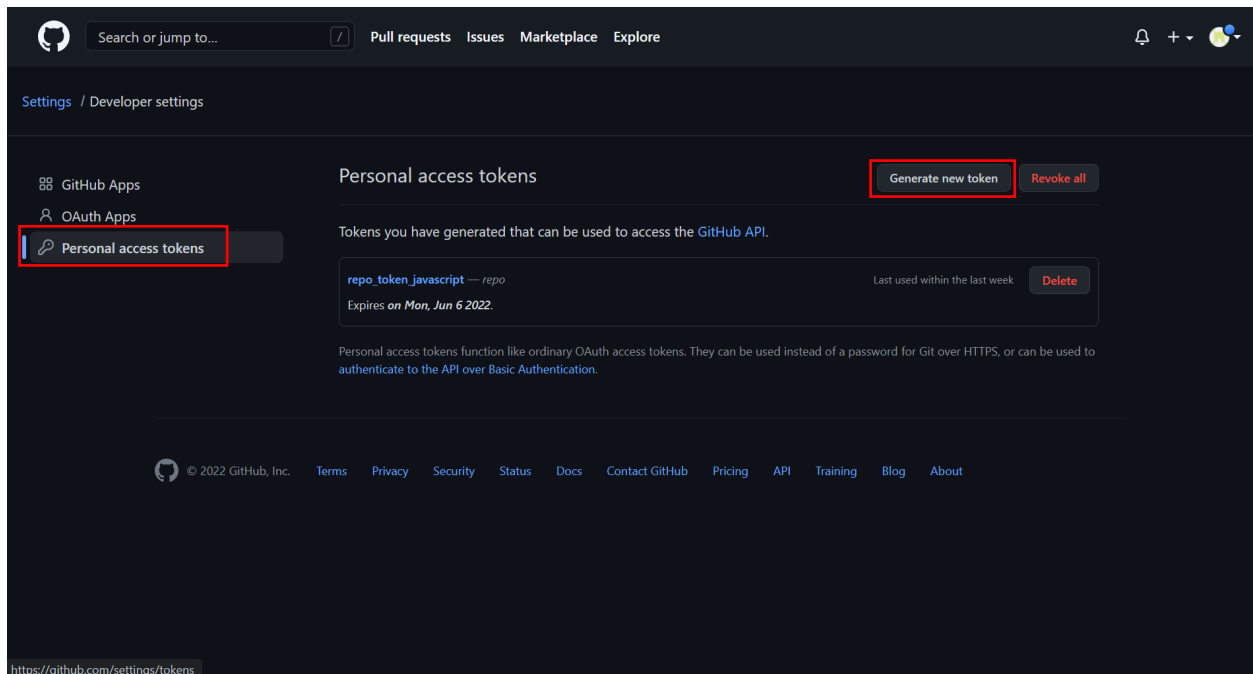 Search or jump to... / Pull requests Issues Marketplace Explore
Settings / Developer settings
GitHub Apps
OAuth Apps
Personal access tokens
Personal access tokens Generate new token Revoke all
Tokens you have generated that can be used to access the GitHub API.
repo_token_javascript — repo Last used within the last week Delete
Expires on Mon, Jun 6 2022.
Personal access tokens function like ordinary OAuth access tokens. They can be used instead of a password for Git over HTTPS, or can be used to
authenticate to the API over Basic Authentication.
© 2022 GitHub, Inc. Terms Privacy Security Status Docs Contact GitHub Pricing API Training Blog About
https://github.com/settings/tokens